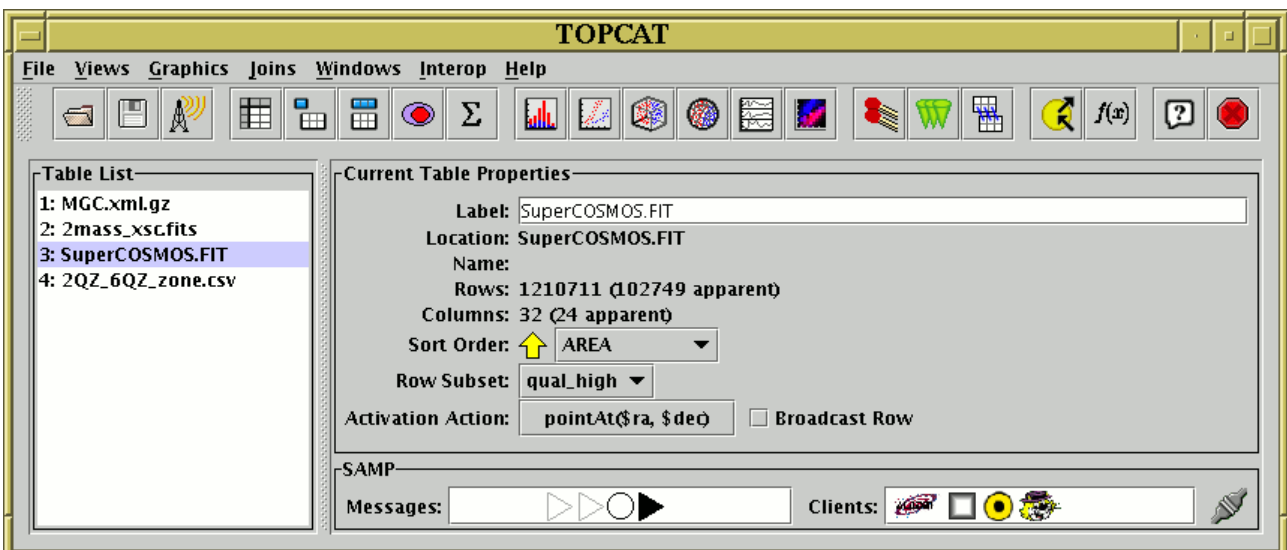 TOPCAT
File Views Graphics Joins Windows Interop Help
Σ f(x) ?
Table List
1: MGC.xml.gz
2: 2mass_xsc.fits
3: SuperCOSMOS.FIT
4: 2QZ_6QZ_zone.csv
Current Table Properties
Label: SuperCOSMOS.FIT
Location: SuperCOSMOS.FIT
Name:
Rows: 1210711 (102749 apparent)
Columns: 32 (24 apparent)
Sort Order: AREA
Row Subset: qual_high
Activation Action: pointAt($ra, $dec) Broadcast Row
SAMP
Messages: Clients: